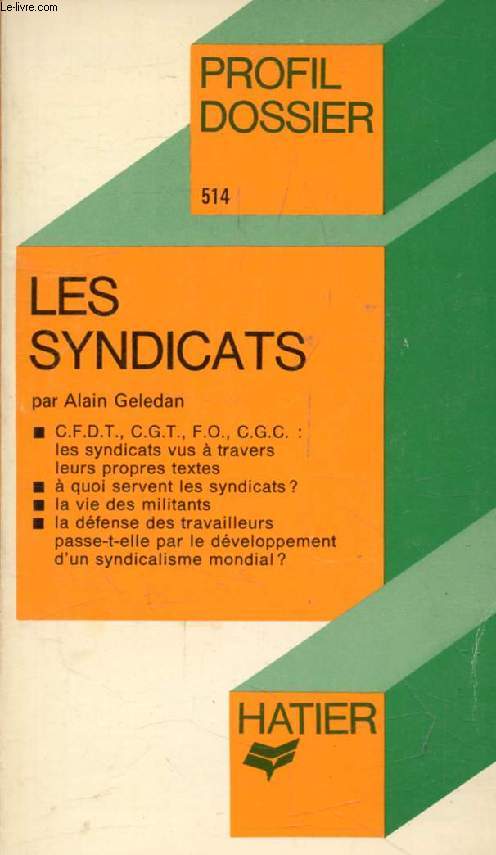 Le-livre.com
PROFIL
DOSSIER
514
LES
SYNDICATS
par Alain Geledan
■ C.F.D.T., C.G.T., F.O., C.G.C. :
les syndicats vus à travers
leurs propres textes
■ à quoi servent les syndicats ?
■ la vie des militants
■ la défense des travailleurs
passe-t-elle par le développement
d'un syndicalisme mondial ?
HATIER